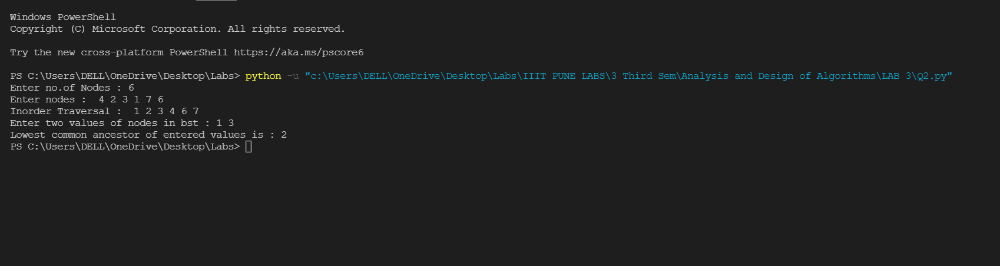 Windows PowerShell
Copyright (C) Microsoft Corporation. All rights reserved.
Try the new cross-platform PowerShell https://aka.ms/pscore6
PS C:\Users\DELL\OneDrive\Desktop\Labs> python -u "c:\Users\DELL\OneDrive\Desktop\Labs\IIIT PUNE LABS\3 Third Sem\Analysis and Design of Algorithms\LAB 3\Q2.py"
Enter no.of Nodes : 6
Enter nodes :  4 2 3 1 7 6
Inorder Traversal :  1 2 3 4 6 7
Enter two values of nodes in bst : 1 3
Lowest common ancestor of entered values is : 2
PS C:\Users\DELL\OneDrive\Desktop\Labs>